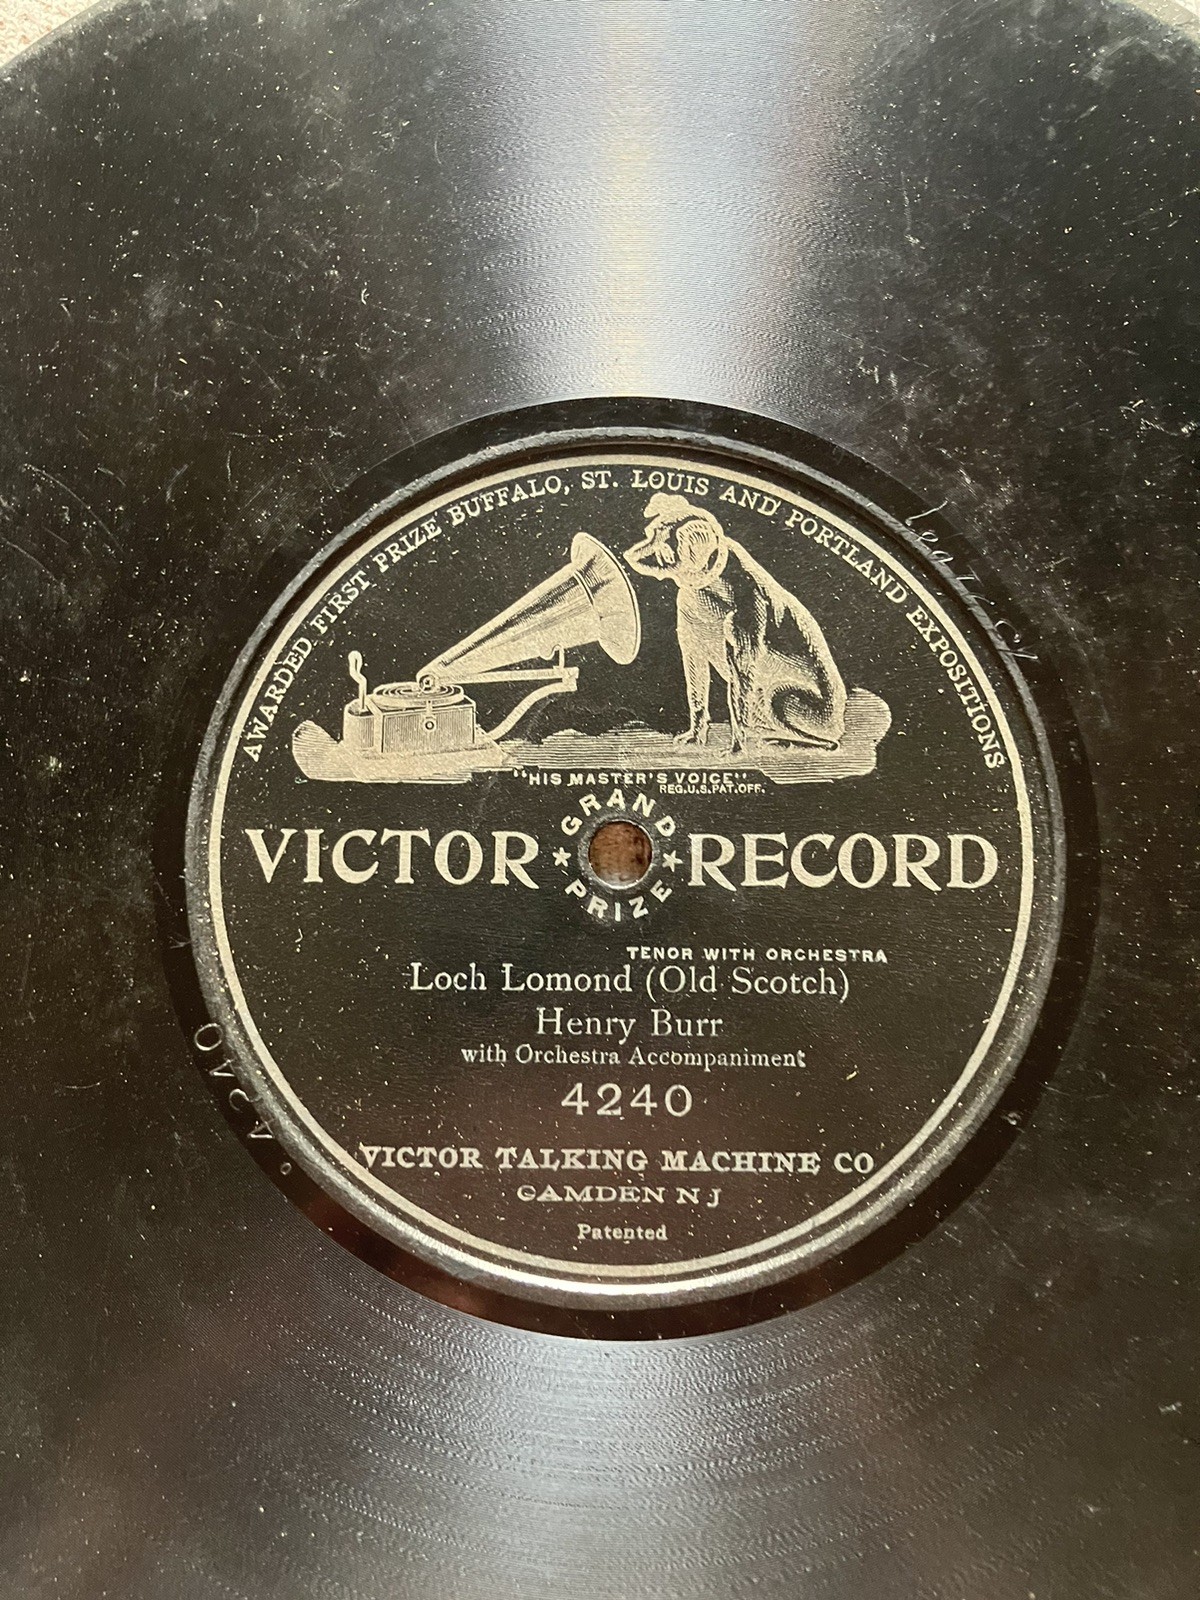 AWARDED FIRST PRIZE BUFFALO, ST. LOUIS AND PORTLAND EXPOSITIONS
"HIS MASTER'S VOICE"
REG.U.S.PAT.OFF.
VICTOR GRAND PRIZE RECORD
TENOR WITH ORCHESTRA
Loch Lomond (Old Scotch)
Henry Burr
with Orchestra Accompaniment
4240
VICTOR TALKING MACHINE CO
CAMDEN N J
Patented